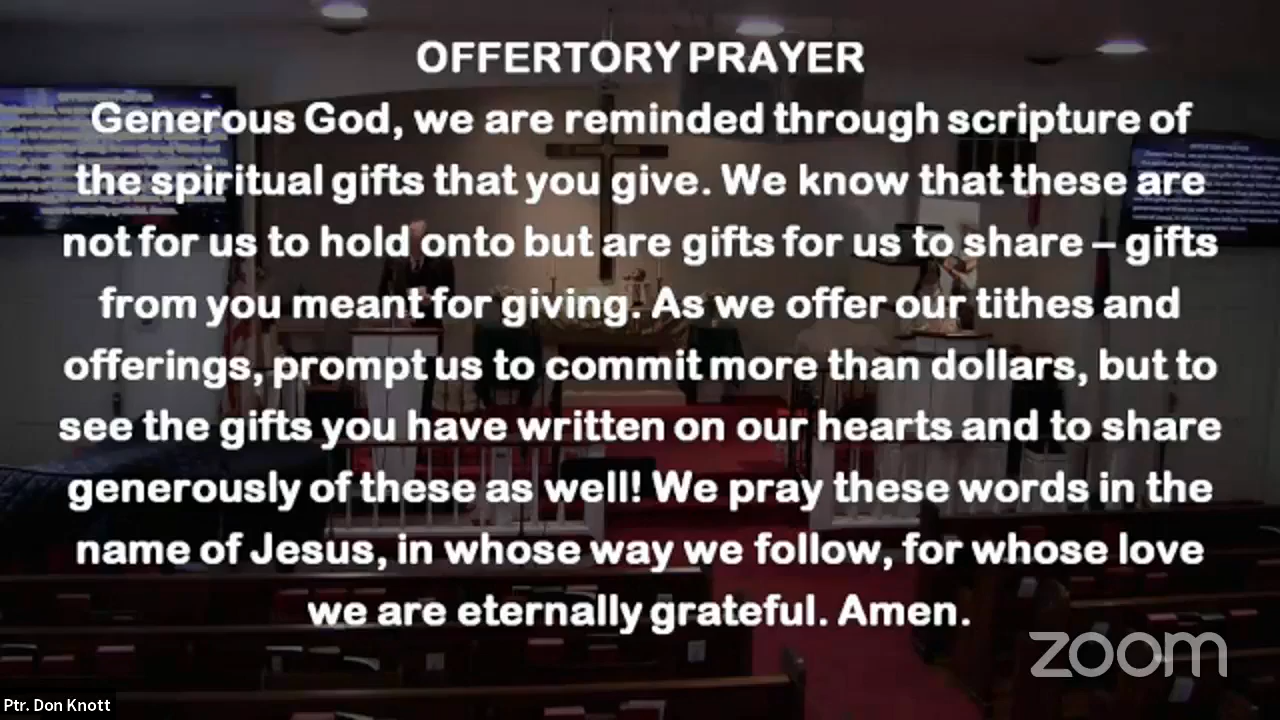 OFFERTORY PRAYER
Generous God, we are reminded through scripture of
the spiritual gifts that you give. We know that these are
not for us to hold onto but are gifts for us to share – gifts
from you meant for giving. As we offer our tithes and
offerings, prompt us to commit more than dollars, but to
see the gifts you have written on our hearts and to share
generously of these as well! We pray these words in the
name of Jesus, in whose way we follow, for whose love
we are eternally grateful. Amen.
zoom
Ptr. Don Knott